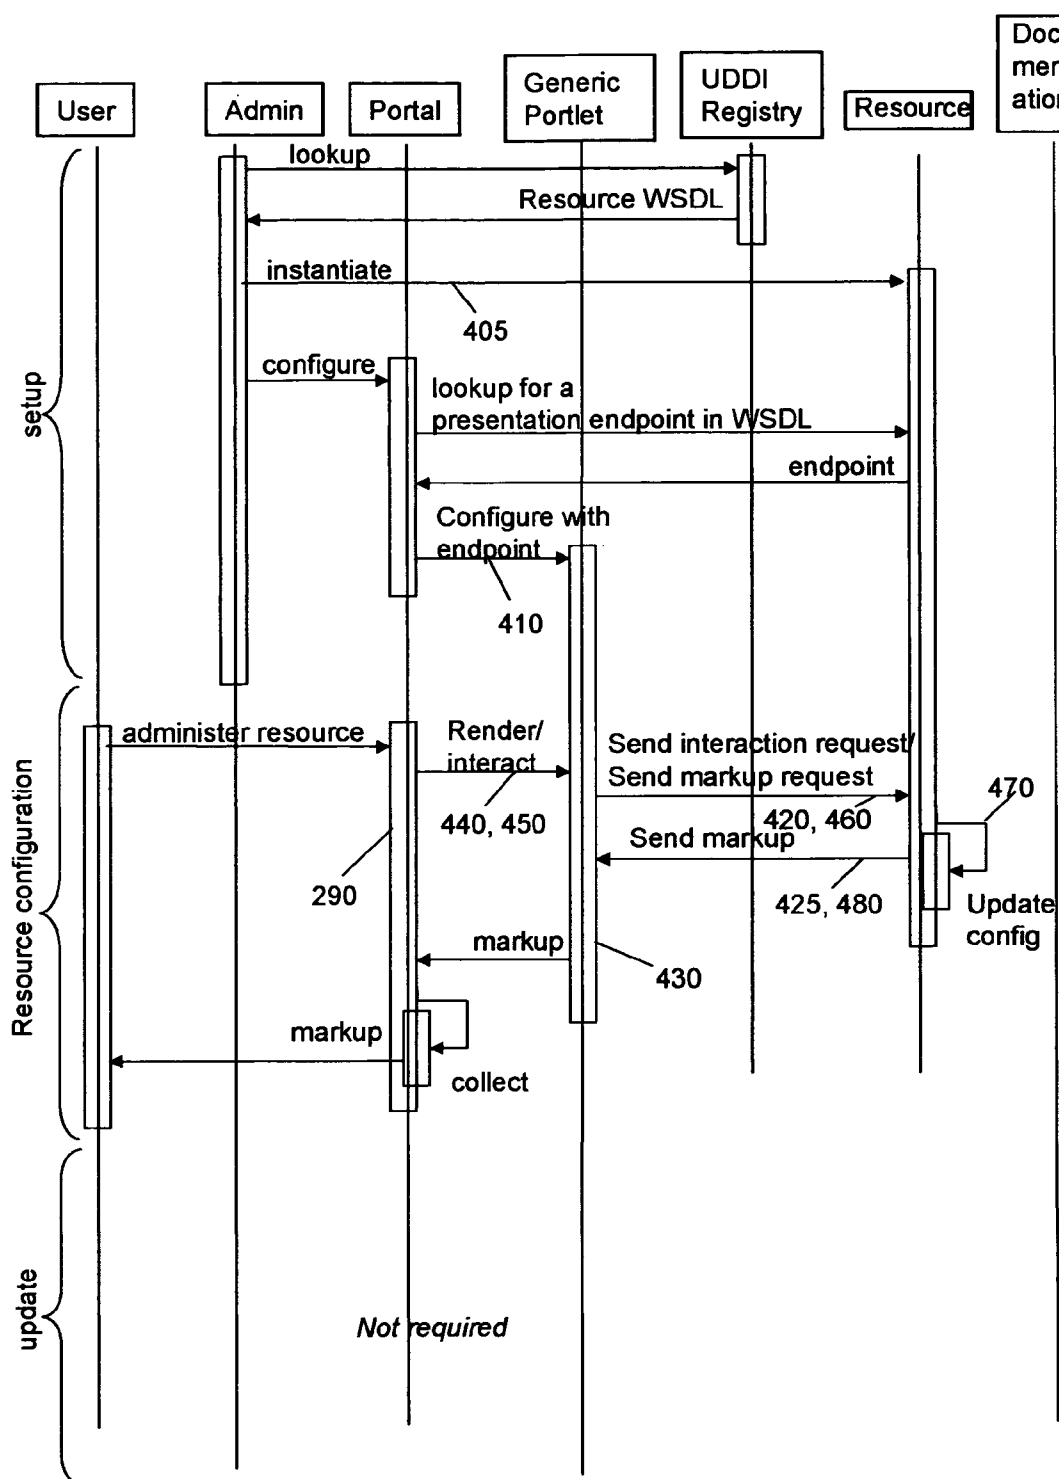 Doc
mer
ation
User
Admin
Portal
Generic
Portlet
UDDI
Registry
Resource
lookup
Resource WSDL
instantiate
405
configure
lookup for a
presentation endpoint in WSDL
endpoint
Configure with
endpoint
410
setup
administer resource
Render/
interact
Send interaction request/
Send markup request
440, 450
420, 460
470
Send markup
290
425, 480
Update
config
markup
430
markup
collect
Resource configuration
update
Not required